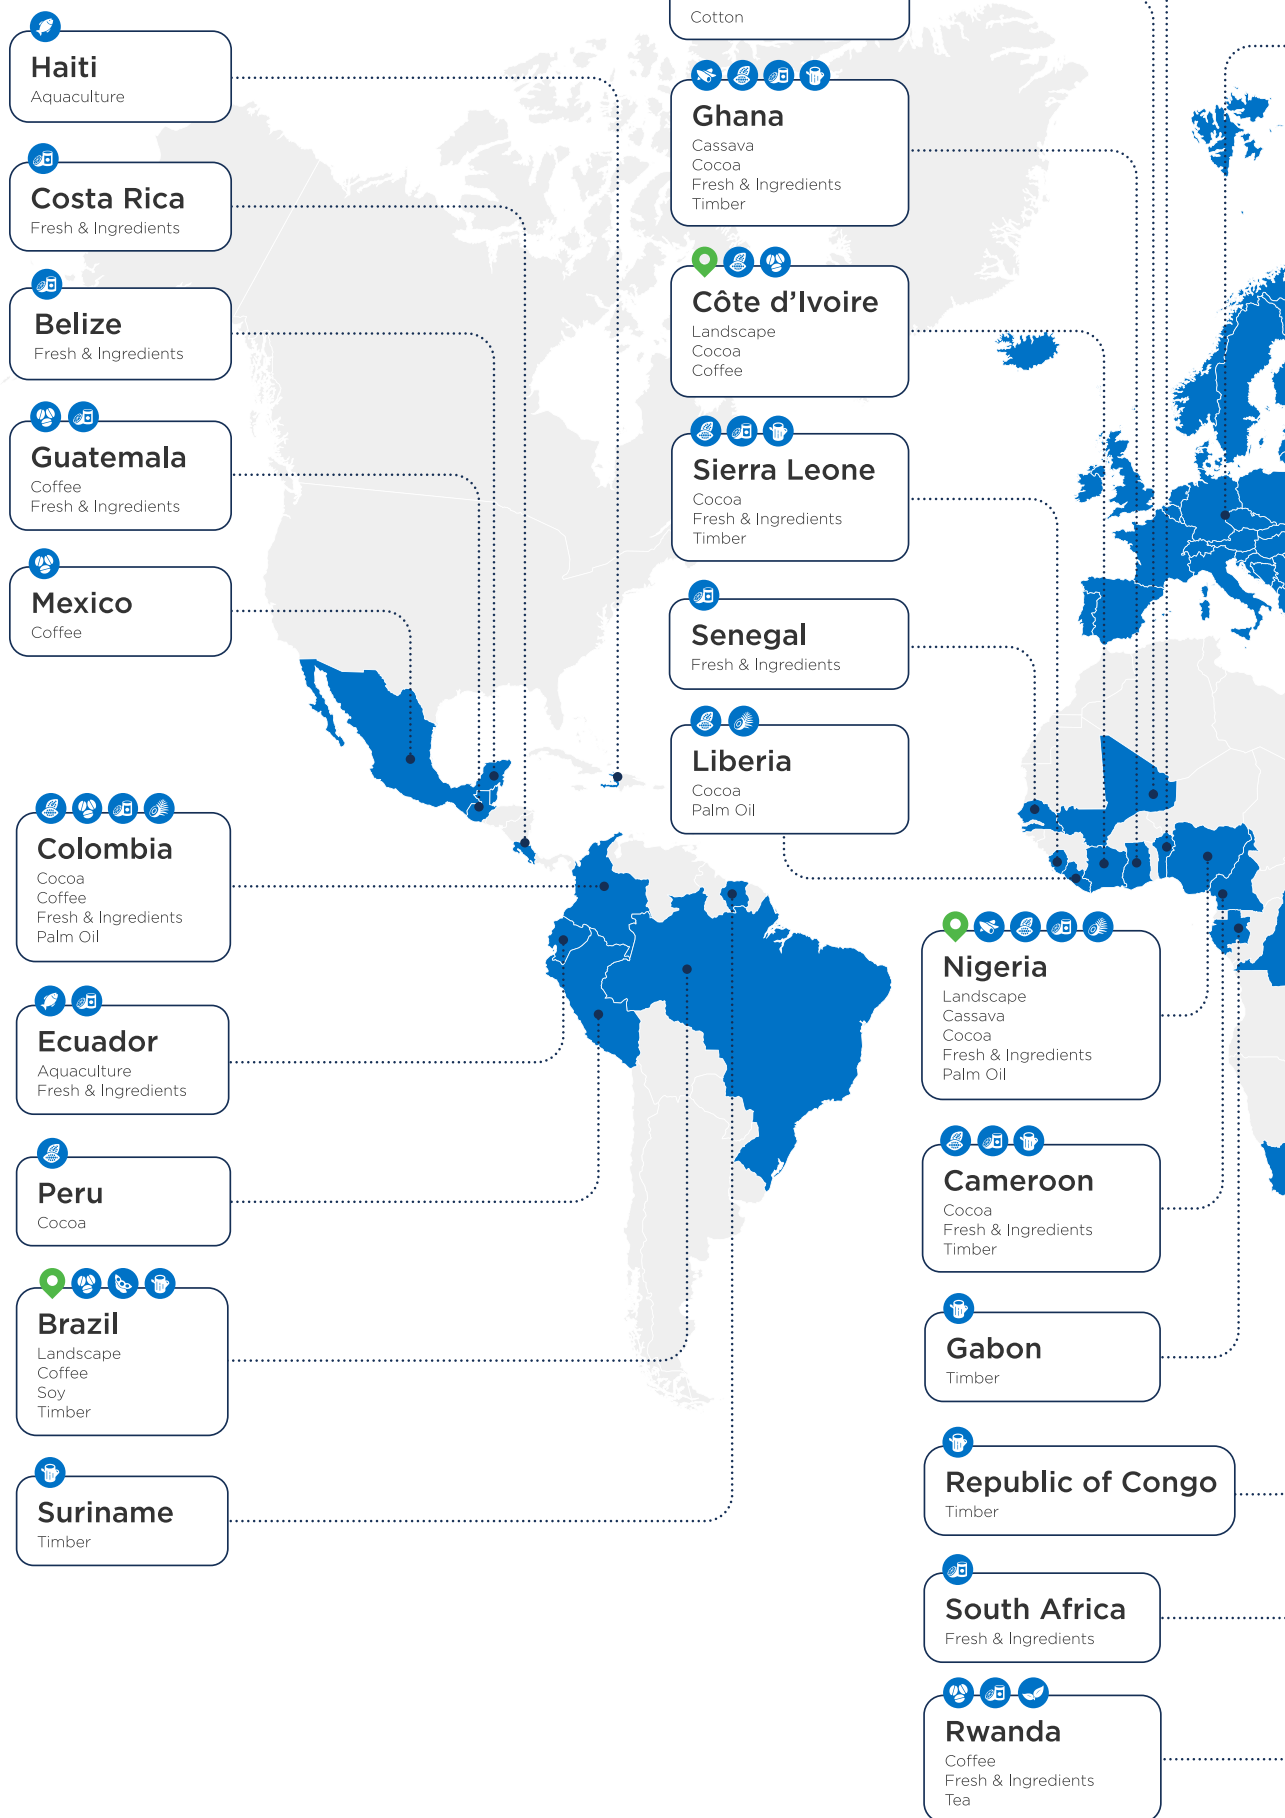 Haiti
Aquaculture
Costa Rica
Fresh & Ingredients
Belize
Fresh & Ingredients
Guatemala
Coffee
Fresh & Ingredients
Mexico
Coffee
Colombia
Cocoa
Coffee
Fresh & Ingredients
Palm Oil
Ecuador
Aquaculture
Fresh & Ingredients
Peru
Cocoa
Brazil
Landscape
Coffee
Soy
Timber
Suriname
Timber
Cotton
Ghana
Cassava
Cocoa
Fresh & Ingredients
Timber
Côte d’Ivoire
Landscape
Cocoa
Coffee
Sierra Leone
Cocoa
Fresh & Ingredients
Timber
Senegal
Fresh & Ingredients
Liberia
Cocoa
Palm Oil
Nigeria
Landscape
Cassava
Cocoa
Fresh & Ingredients
Palm Oil
Cameroon
Cocoa
Fresh & Ingredients
Timber
Gabon
Timber
Republic of Congo
Timber
South Africa
Fresh & Ingredients
Rwanda
Coffee
Fresh & Ingredients
Tea